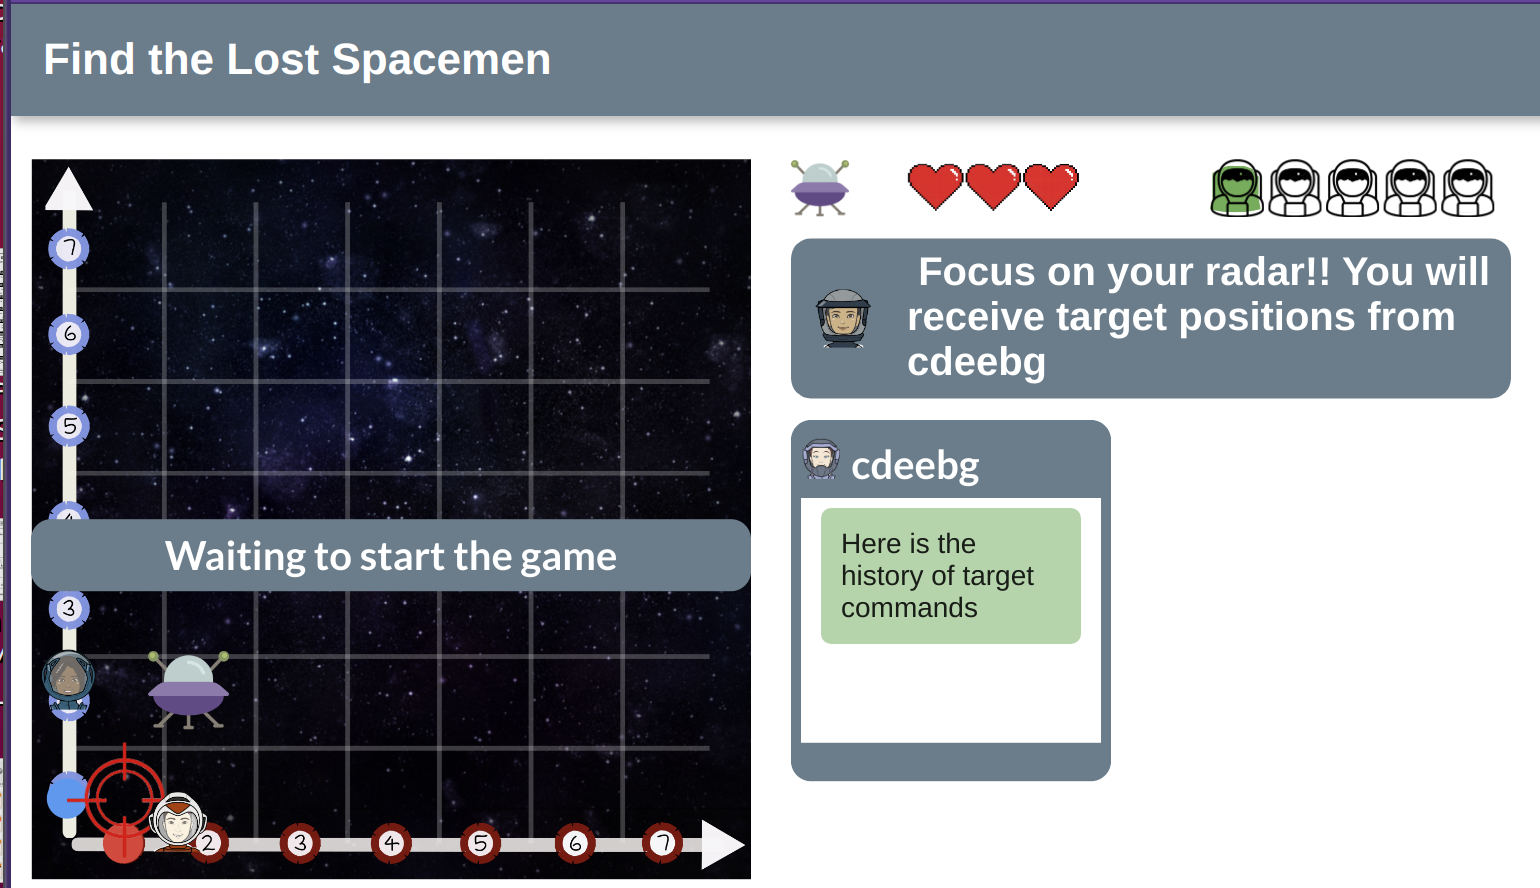 Find the Lost Spacemen
7
6
5
Waiting to start the game
3
2 3 4 5 6 7
Focus on your radar!! You will
receive target positions from
cdeebg
cdeebg
Here is the
history of target
commands